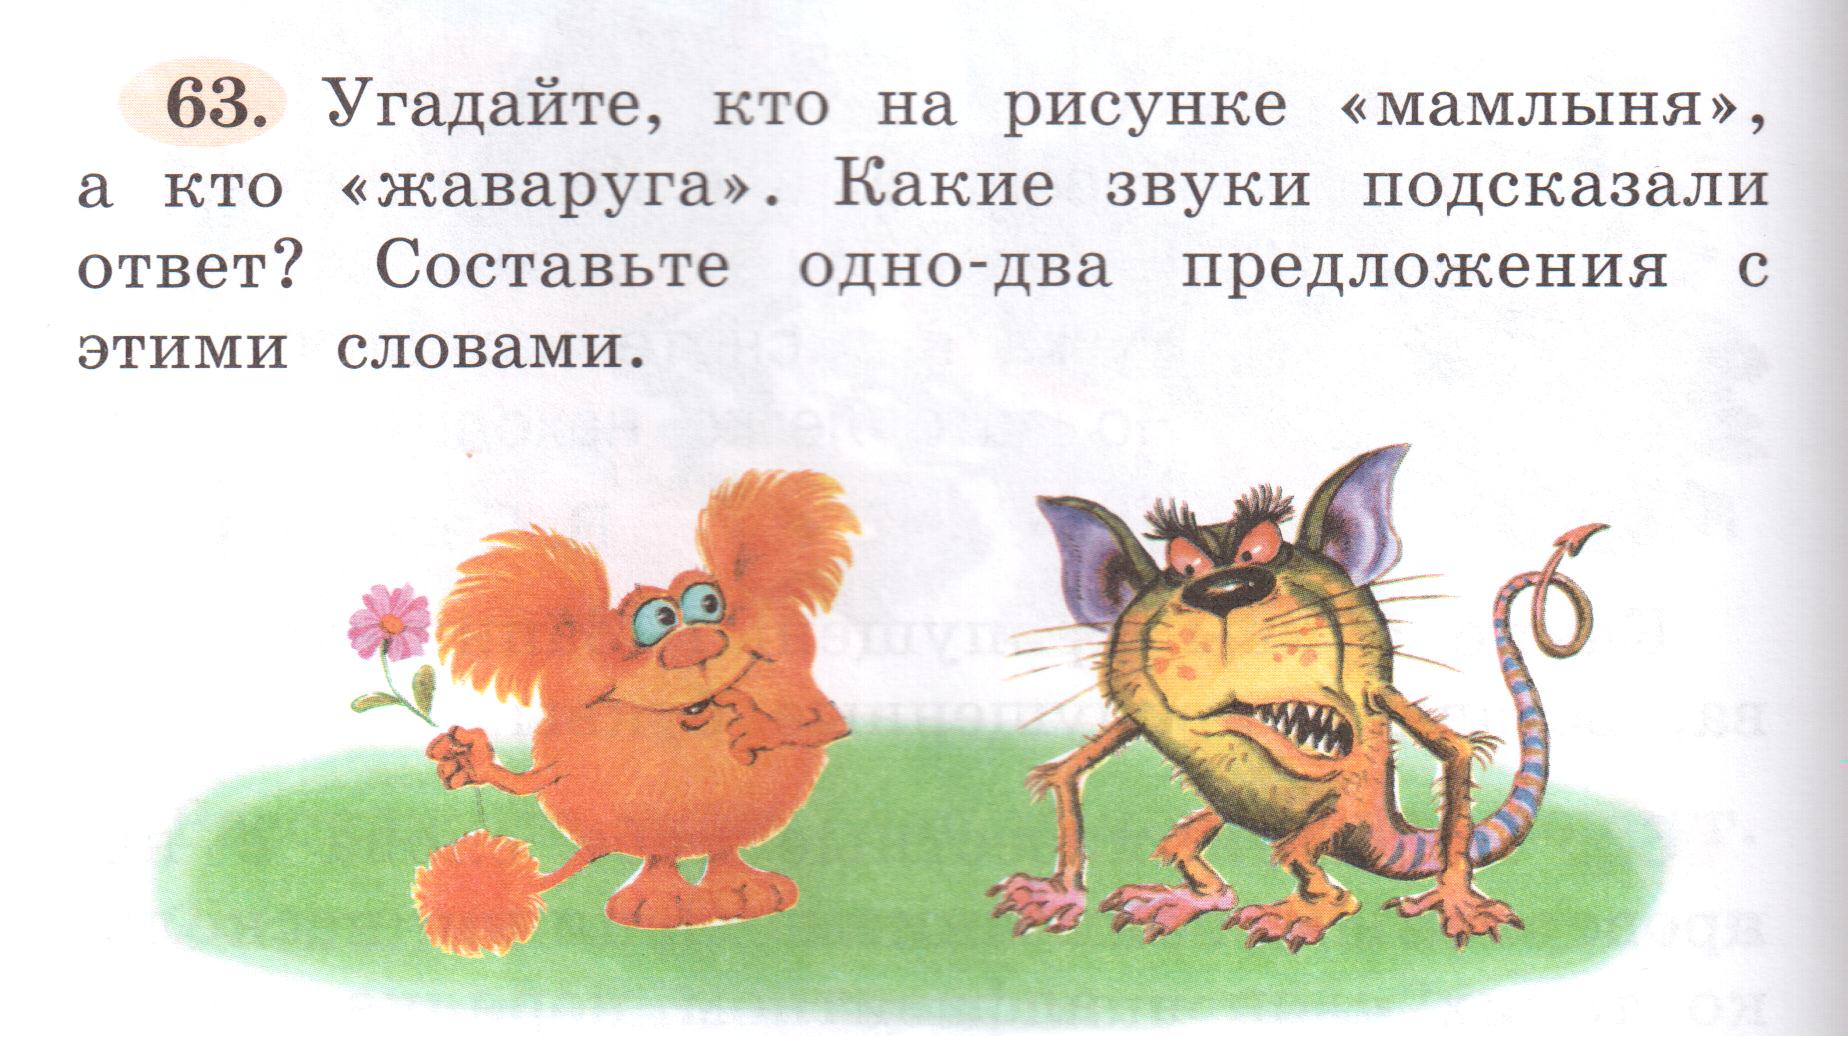 63. Угадайте, кто на рисунке «мамлыня»,
а кто «жаваруга». Какие звуки подсказали
ответ? Составьте одно-два предложения с
этими словами.